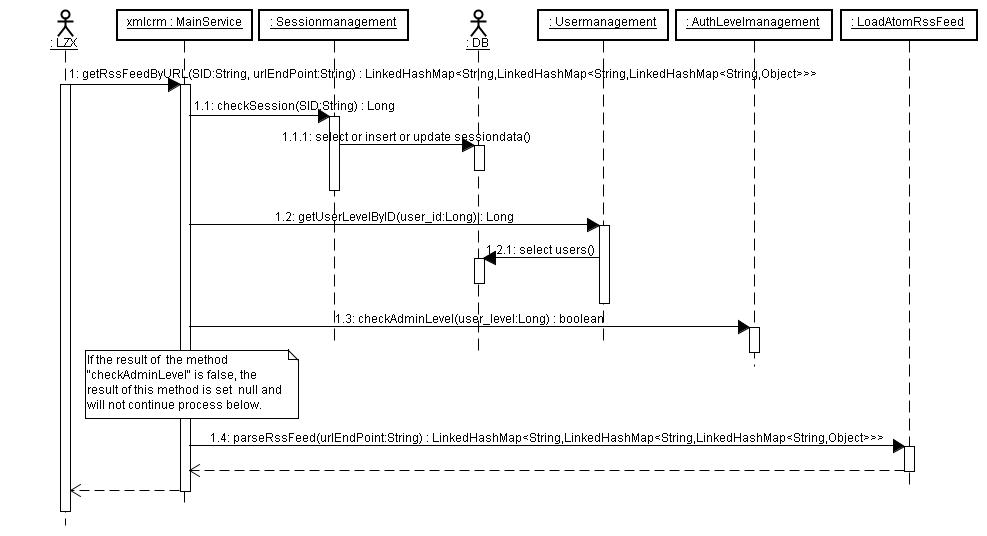 : LZX
xmlcrm : MainService
: Sessionmanagement
: DB
: Usermanagement
: AuthLevelmanagement
: LoadAtomRssFeed
1: getRssFeedByURL(SID:String, urlEndPoint:String) : LinkedHashMap<String,LinkedHashMap<String,LinkedHashMap<String,Object>>>
1.1: checkSession(SID:String) : Long
1.1.1: select or insert or update sessiondata()
1.2: getUserLevelByID(user_id:Long) : Long
1.2.1: select users()
1.3: checkAdminLevel(user_level:Long) : boolean
If the result of the method
"checkAdminLevel" is false, the
result of this method is set null and
will not continue process below.
1.4: parseRssFeed(urlEndPoint:String) : LinkedHashMap<String,LinkedHashMap<String,LinkedHashMap<String,Object>>>